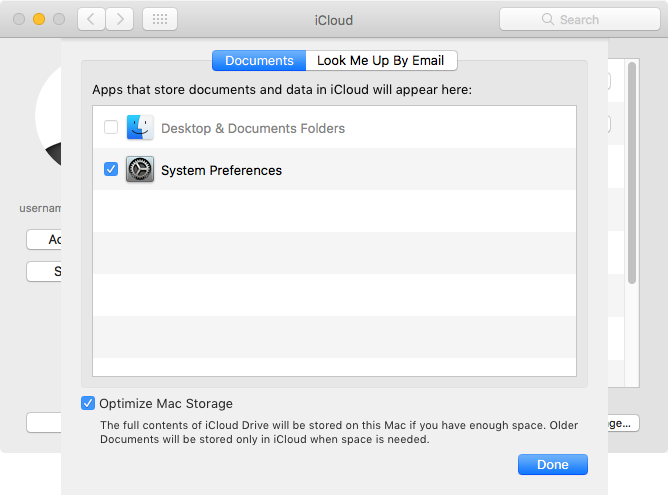 iCloud
Search
Documents
Look Me Up By Email
Apps that store documents and data in iCloud will appear here:
Desktop & Documents Folders
System Preferences
Optimize Mac Storage
The full contents of iCloud Drive will be stored on this Mac if you have enough space. Older
Documents will be stored only in iCloud when space is needed.
Done